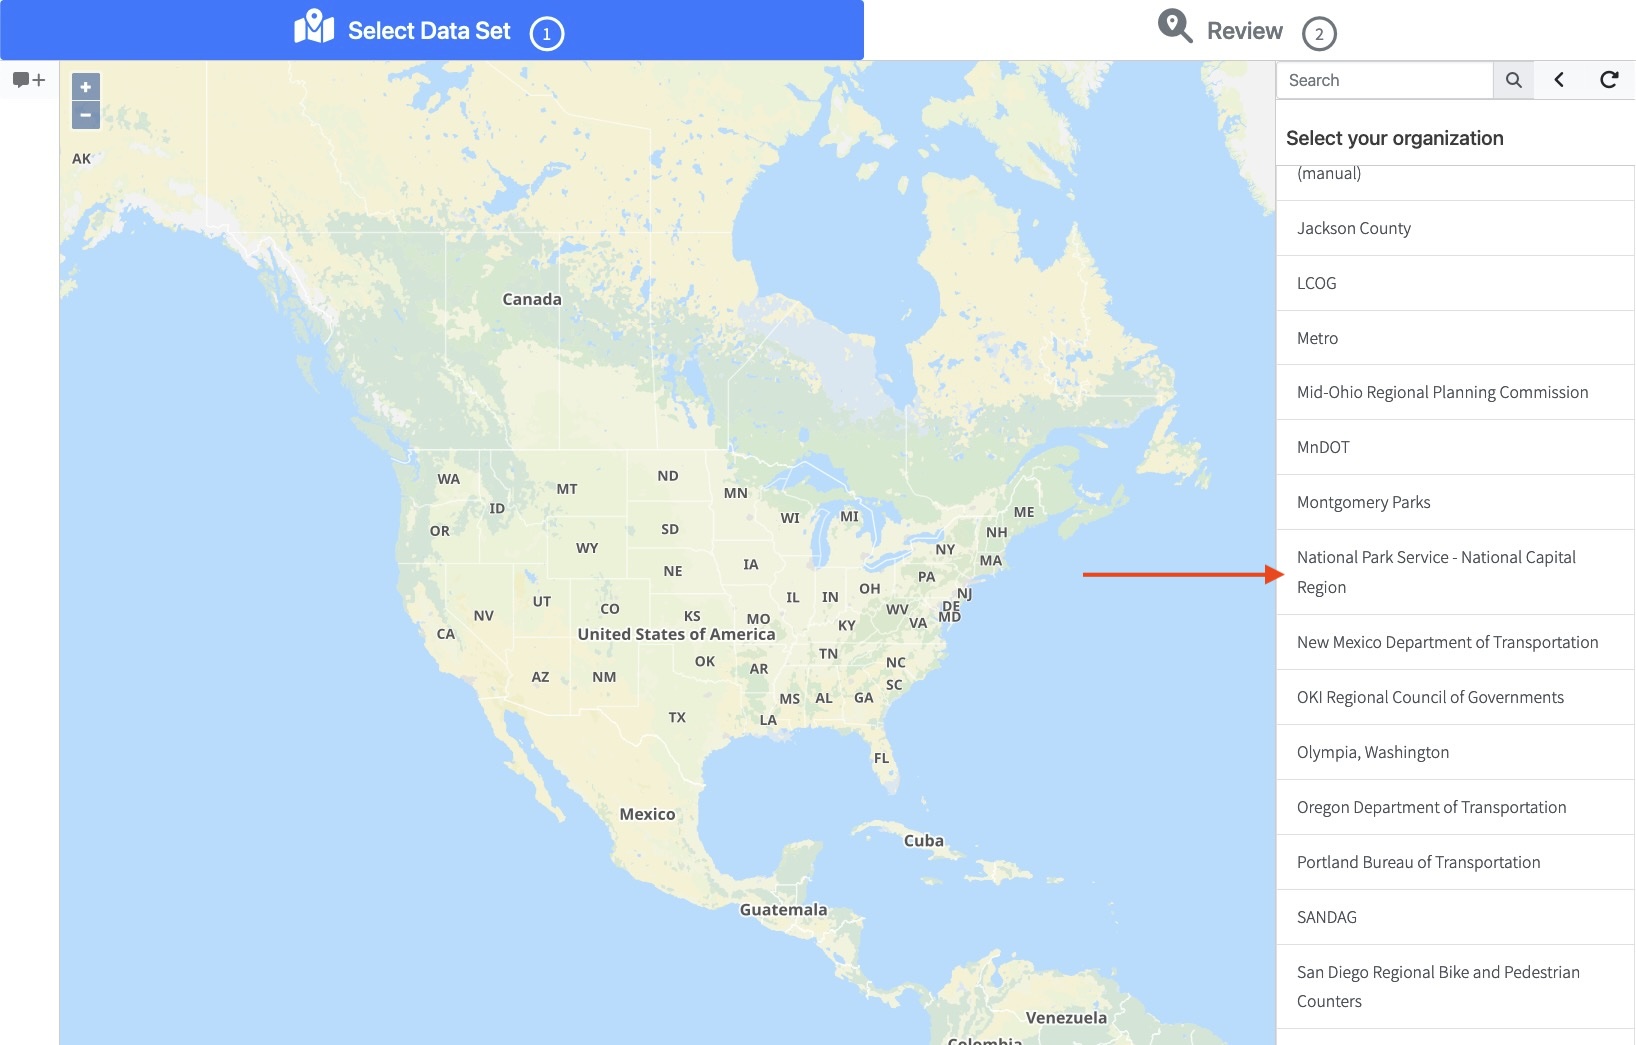 Select Data Set 1
Review 2
Search
Select your organization
(manual)
Jackson County
LCOG
Metro
Mid-Ohio Regional Planning Commission
MnDOT
Montgomery Parks
National Park Service - National Capital
Region
New Mexico Department of Transportation
OKI Regional Council of Governments
Olympia, Washington
Oregon Department of Transportation
Portland Bureau of Transportation
SANDAG
San Diego Regional Bike and Pedestrian
Counters
+
−
AK
Canada
WA
MT
ND
MN
ID
OR
SD
WI
MI
ME
NH
WY
NY
MA
NE
IA
PA
UT
CO
IL
IN
OH
NJ
NV
KS
MO
WV
DE
MD
CA
KY
VA
United States of America
OK
AR
TN
NC
AZ
NM
SC
MS
AL
GA
TX
LA
FL
Mexico
Cuba
Guatemala
Venezuela
Colombia